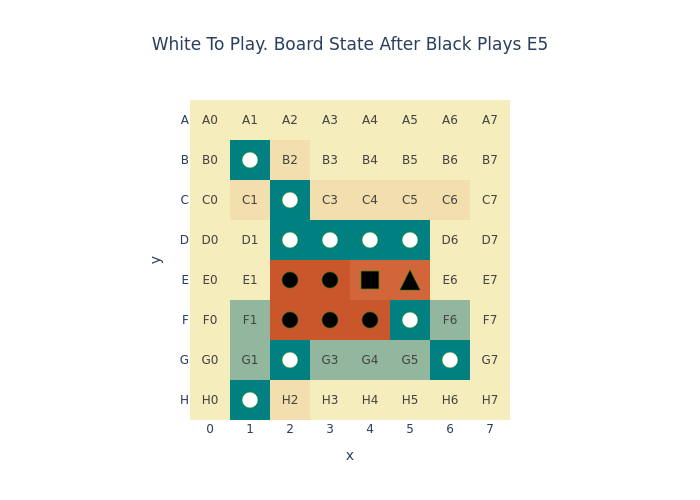 White To Play. Board State After Black Plays E5
A A0 A1 A2 A3 A4 A5 A6 A7
B B0 B2 B3 B4 B5 B6 B7
C C0 C1 C3 C4 C5 C6 C7
D D0 D1 D6 D7
y
E E0 E1 E6 E7
F F0 F1 F6 F7
G G0 G1 G3 G4 G5 G7
H H0 H2 H3 H4 H5 H6 H7
0 1 2 3 4 5 6 7
x